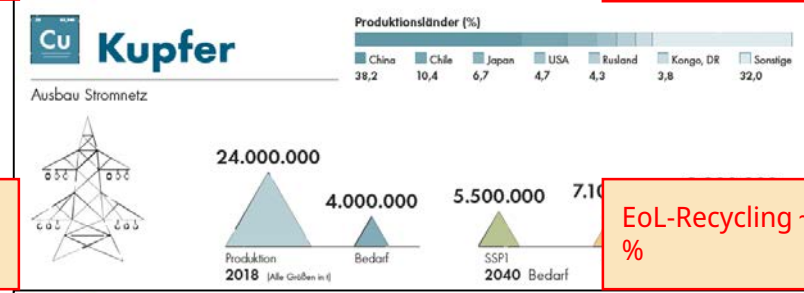 Cu
Kupfer
Produktionsländer (%)
China Chile Japan USA Rusland Kongo, DR Sonstige
38,2 10,4 6,7 4,7 4,3 3,8 32,0
Ausbau Stromnetz
24.000.000
4.000.000
5.500.000
7.10
EoL-Recycling ~
%
Produktion
Bedarf
SSP1
2018 (Alle Größen in t)
2040 Bedarf